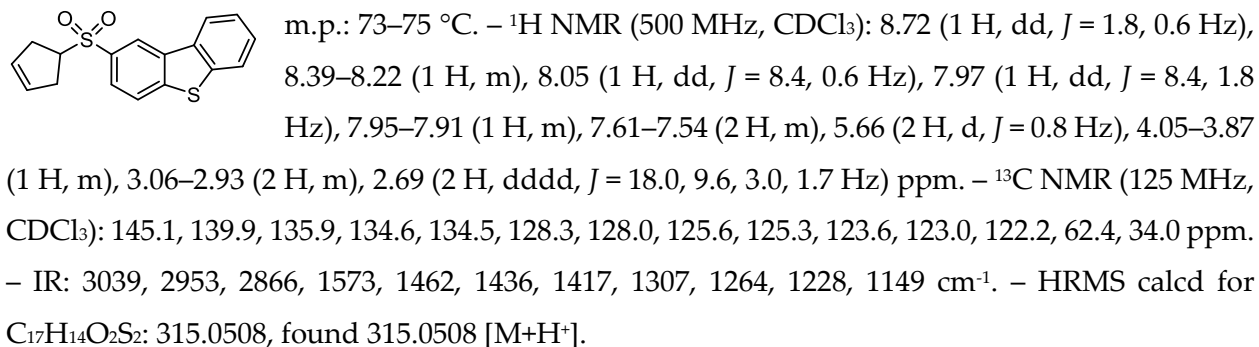 O O
S
S
m.p.: 73–75 °C. – ¹H NMR (500 MHz, CDCl₃): 8.72 (1 H, dd, J = 1.8, 0.6 Hz),
8.39–8.22 (1 H, m), 8.05 (1 H, dd, J = 8.4, 0.6 Hz), 7.97 (1 H, dd, J = 8.4, 1.8
Hz), 7.95–7.91 (1 H, m), 7.61–7.54 (2 H, m), 5.66 (2 H, d, J = 0.8 Hz), 4.05–3.87
(1 H, m), 3.06–2.93 (2 H, m), 2.69 (2 H, dddd, J = 18.0, 9.6, 3.0, 1.7 Hz) ppm. – ¹³C NMR (125 MHz,
CDCl₃): 145.1, 139.9, 135.9, 134.6, 134.5, 128.3, 128.0, 125.6, 125.3, 123.6, 123.0, 122.2, 62.4, 34.0 ppm.
– IR: 3039, 2953, 2866, 1573, 1462, 1436, 1417, 1307, 1264, 1228, 1149 cm⁻¹. – HRMS calcd for
C₁₇H₁₄O₂S₂: 315.0508, found 315.0508 [M+H⁺].